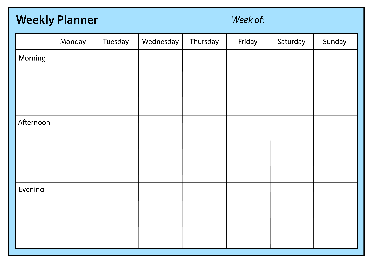 Weekly Planner
Week of:
Monday Tuesday Wednesday Thursday Friday Saturday Sunday
Morning
Afternoon
Evening